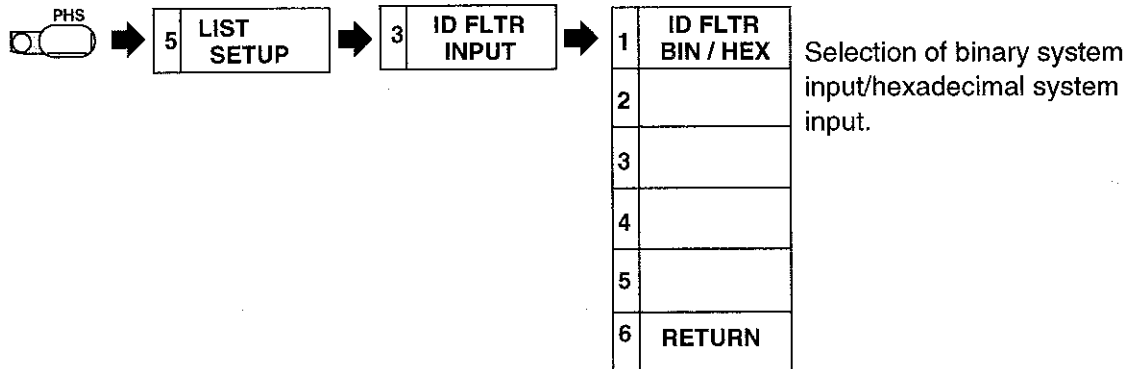 PHS
5 LIST
SETUP
3 ID FLTR
INPUT
1 ID FLTR
BIN / HEX
2
3
4
5
6 RETURN
Selection of binary system
input/hexadecimal system
input.